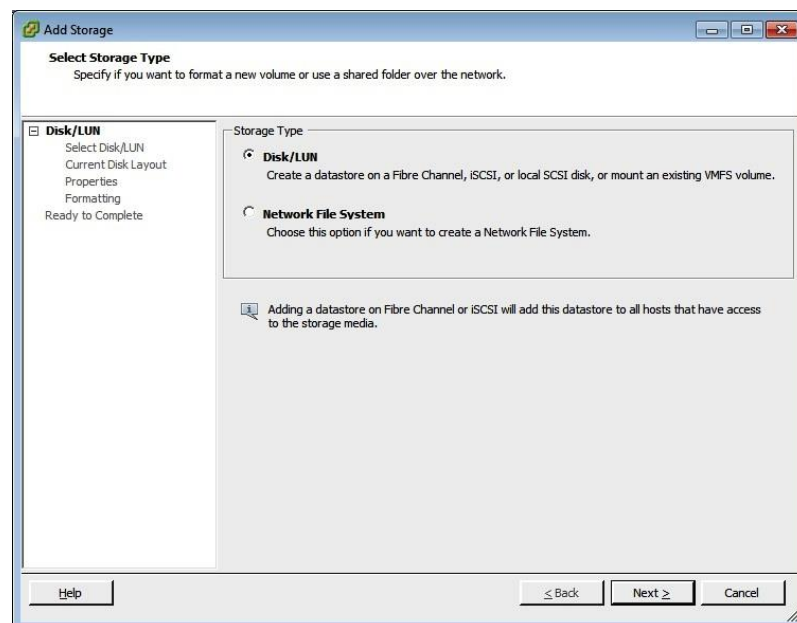 Add Storage
Select Storage Type
Specify if you want to format a new volume or use a shared folder over the network.
Disk/LUN
Select Disk/LUN
Current Disk Layout
Properties
Formatting
Ready to Complete
Storage Type
Disk/LUN
Create a datastore on a Fibre Channel, iSCSI, or local SCSI disk, or mount an existing VMFS volume.
Network File System
Choose this option if you want to create a Network File System.
Adding a datastore on Fibre Channel or iSCSI will add this datastore to all hosts that have access
to the storage media.
Help
< Back
Next >
Cancel